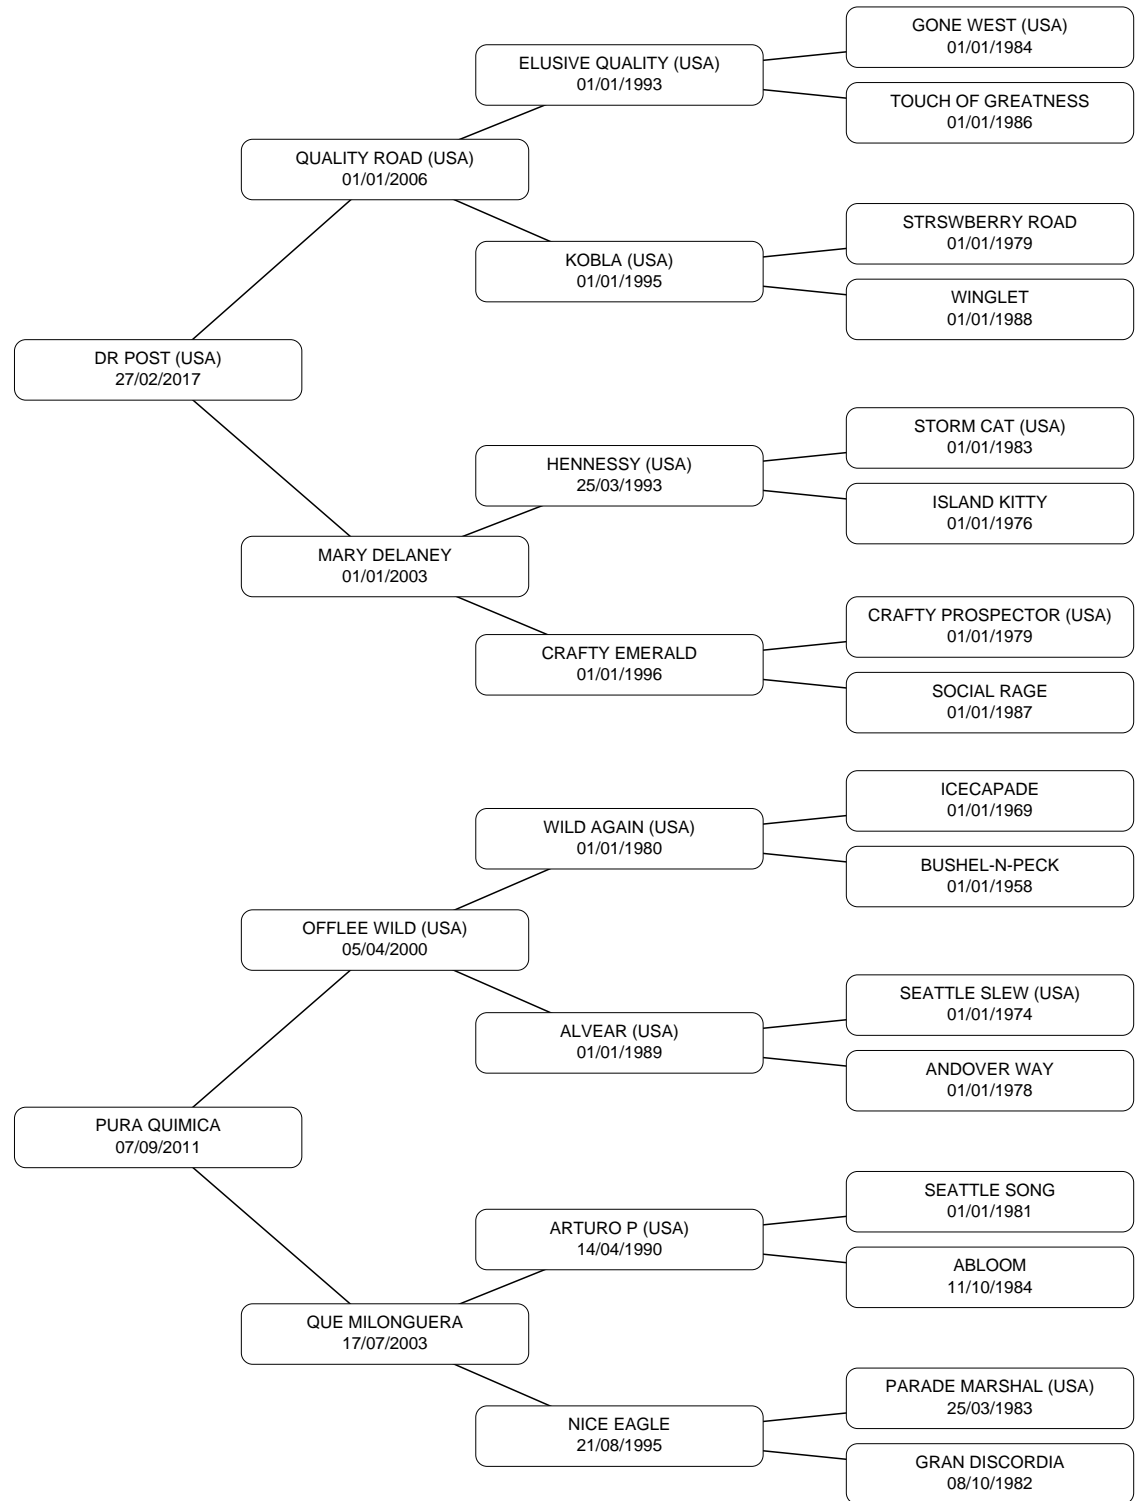 GONE WEST (USA)
01/01/1984
ELUSIVE QUALITY (USA)
01/01/1993
TOUCH OF GREATNESS
01/01/1986
QUALITY ROAD (USA)
01/01/2006
STRSWBERRY ROAD
01/01/1979
KOBLA (USA)
01/01/1995
WINGLET
01/01/1988
DR POST (USA)
27/02/2017
STORM CAT (USA)
01/01/1983
HENNESSY (USA)
25/03/1993
ISLAND KITTY
01/01/1976
MARY DELANEY
01/01/2003
CRAFTY PROSPECTOR (USA)
01/01/1979
CRAFTY EMERALD
01/01/1996
SOCIAL RAGE
01/01/1987
ICECAPADE
01/01/1969
WILD AGAIN (USA)
01/01/1980
BUSHEL-N-PECK
01/01/1958
OFFLEE WILD (USA)
05/04/2000
SEATTLE SLEW (USA)
01/01/1974
ALVEAR (USA)
01/01/1989
ANDOVER WAY
01/01/1978
PURA QUIMICA
07/09/2011
SEATTLE SONG
01/01/1981
ARTURO P (USA)
14/04/1990
ABLOOM
11/10/1984
QUE MILONGUERA
17/07/2003
PARADE MARSHAL (USA)
25/03/1983
NICE EAGLE
21/08/1995
GRAN DISCORDIA
08/10/1982